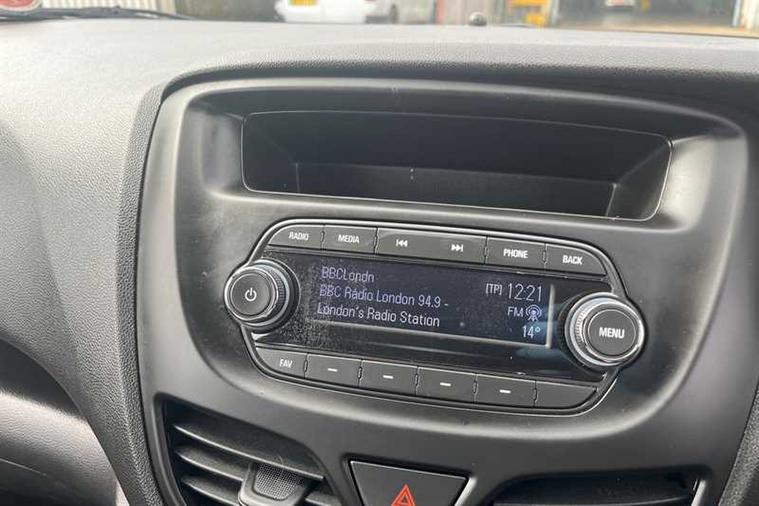 RADIO MEDIA PHONE BACK
BBCLondn [TP] 12:21
BBC Radio London 94.9 - FM
London's Radio Station 14°
MENU
FAV